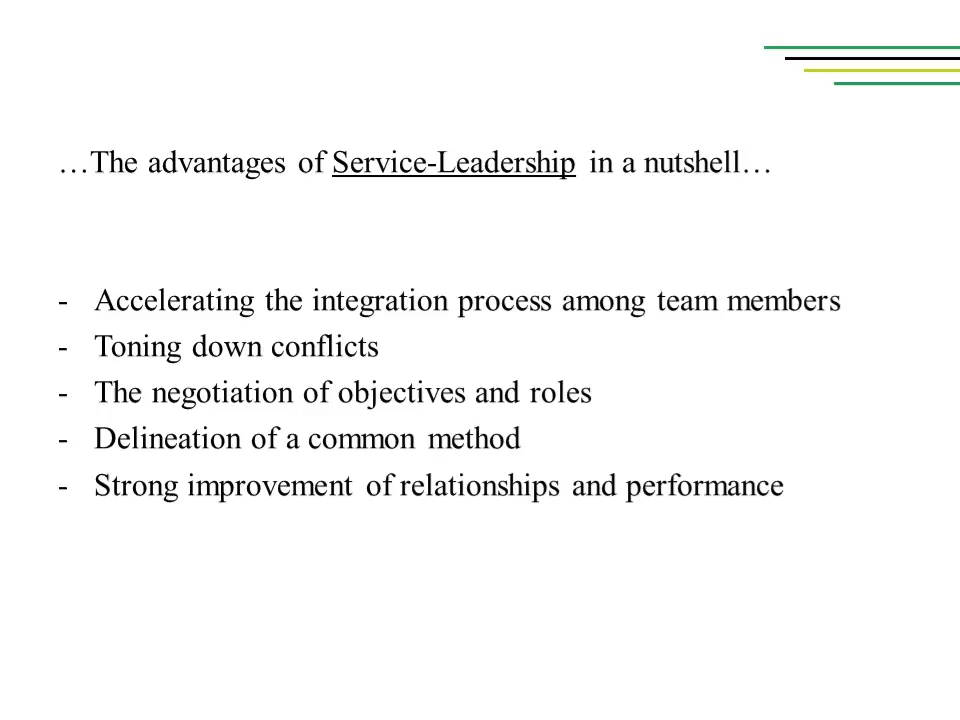 …The advantages of Service-Leadership in a nutshell…
- Accelerating the integration process among team members
- Toning down conflicts
- The negotiation of objectives and roles
- Delineation of a common method
- Strong improvement of relationships and performance